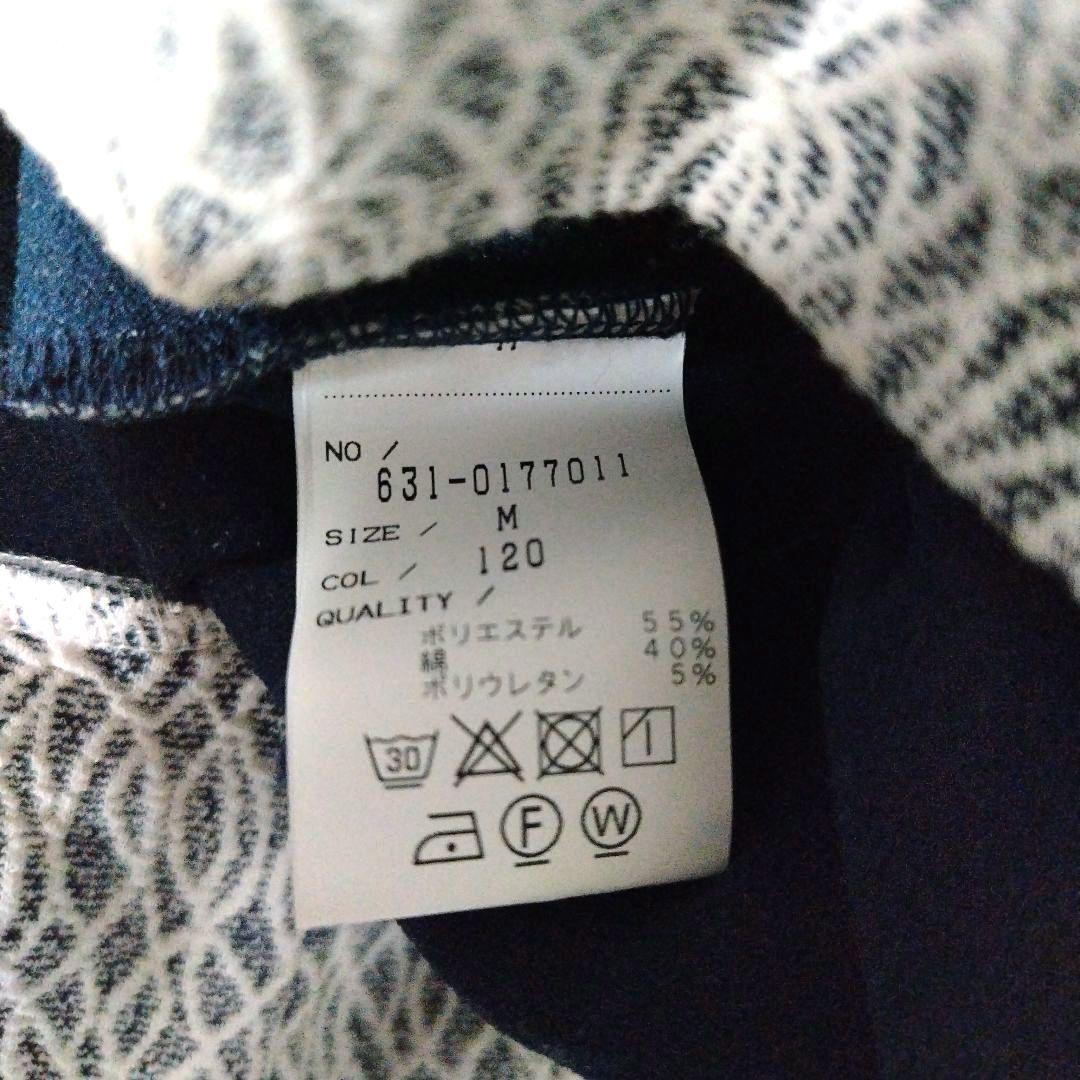 NO /
631-0177011
SIZE / M
COL / 120
QUALITY /
ポリエステル 55%
綿 40%
ポリウレタン 5%
30
F W